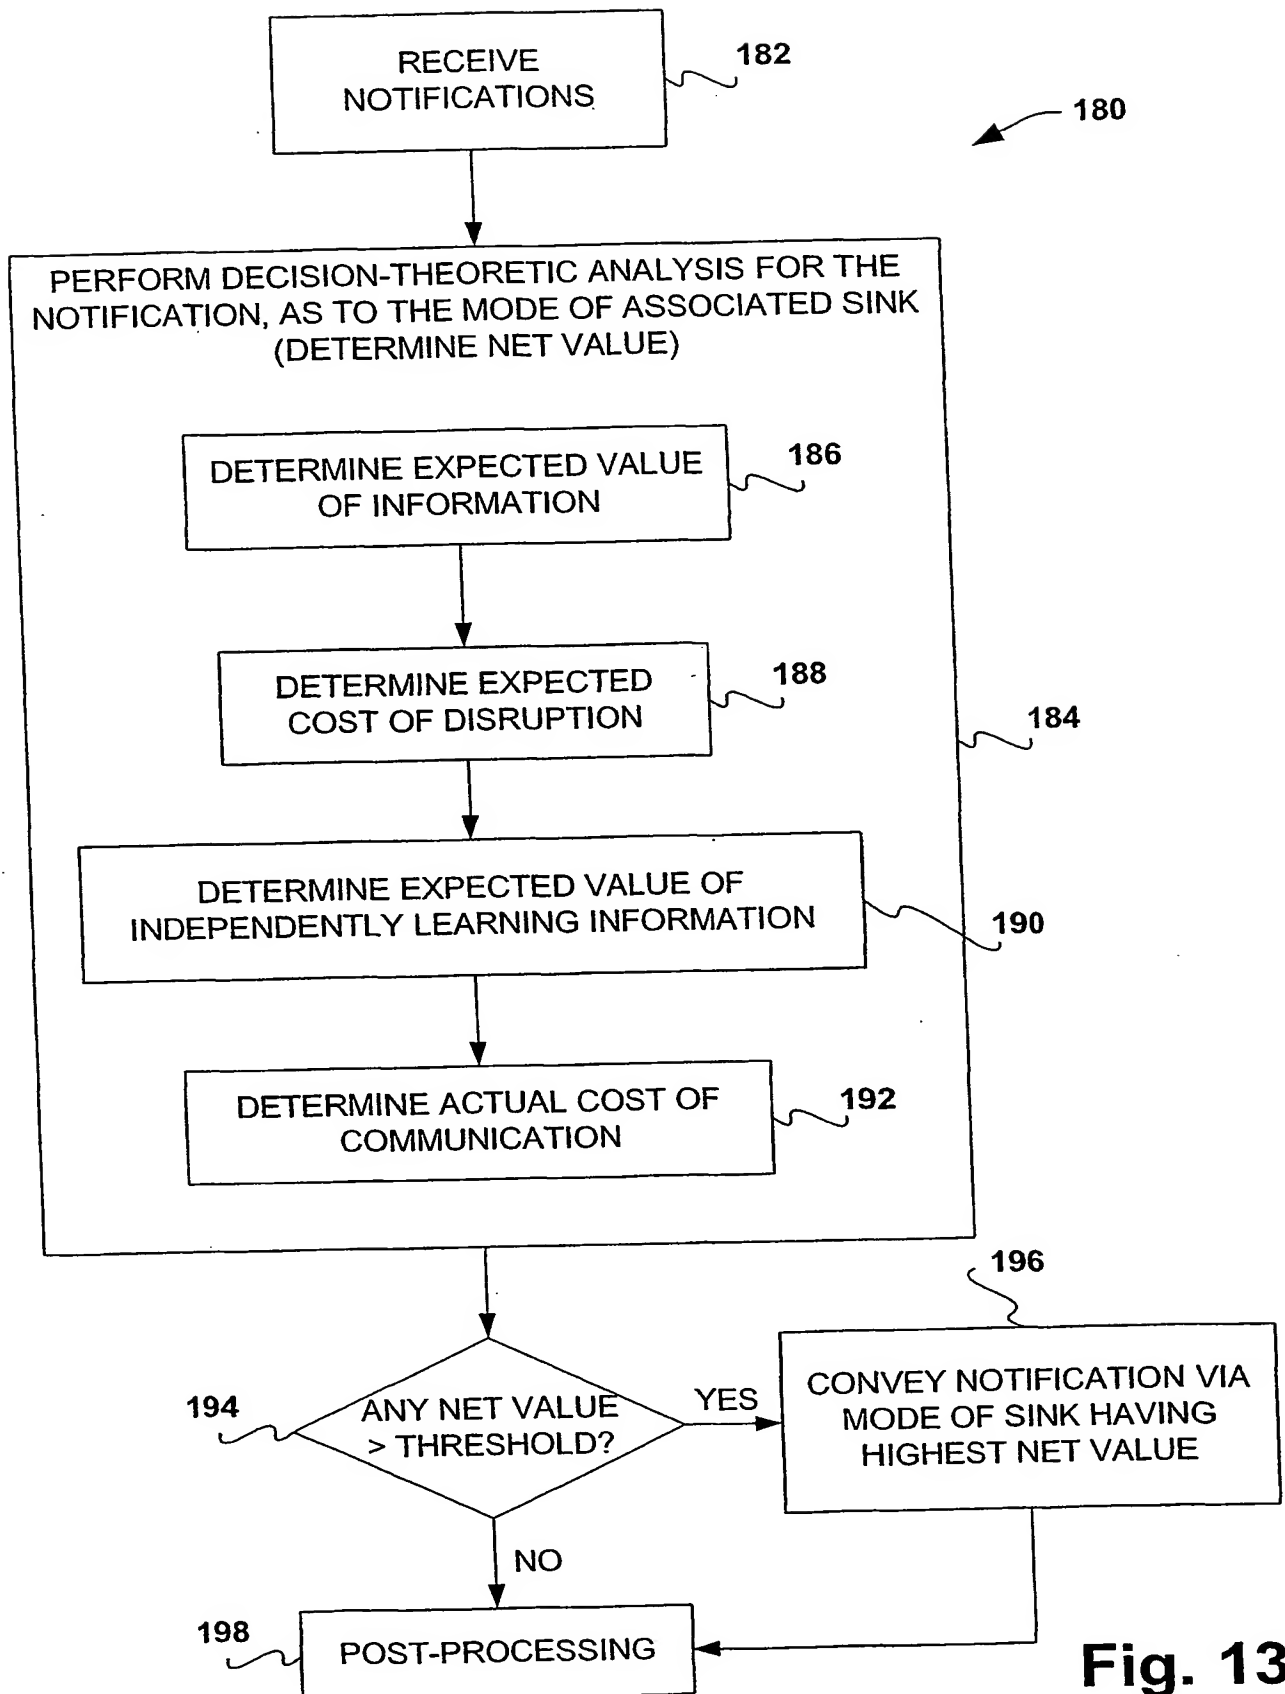 RECEIVE
NOTIFICATIONS
182
180
PERFORM DECISION-THEORETIC ANALYSIS FOR THE
NOTIFICATION, AS TO THE MODE OF ASSOCIATED SINK
(DETERMINE NET VALUE)
DETERMINE EXPECTED VALUE
OF INFORMATION
186
DETERMINE EXPECTED
COST OF DISRUPTION
188
184
DETERMINE EXPECTED VALUE OF
INDEPENDENTLY LEARNING INFORMATION
190
DETERMINE ACTUAL COST OF
COMMUNICATION
192
194
ANY NET VALUE
> THRESHOLD?
YES
196
CONVEY NOTIFICATION VIA
MODE OF SINK HAVING
HIGHEST NET VALUE
NO
198
POST-PROCESSING
Fig. 13